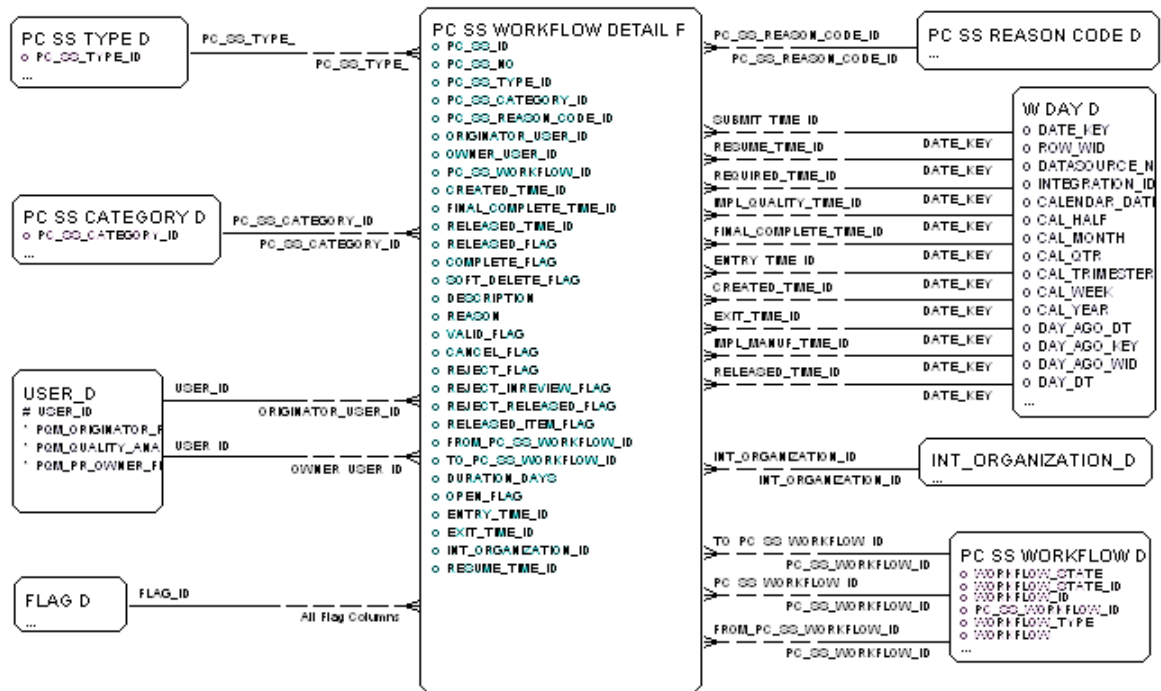 PC SS TYPE D
o PC_SS_TYPE_ID
...
PC_SS_TYPE_
PC_SS_TYPE_
PC SS CATEGORY D
o PC_SS_CATEGORY_ID
...
PC_SS_CATEGORY_ID
PC_SS_CATEGORY_ID
USER_D
# USER_ID
* PQM_ORIGINATOR_F
* PQM_QUALITY_ANA
* PQM_PR_OWNER_FI
USER_ID
ORIGINATOR_USER_ID
USER ID
OWNER USER ID
FLAG D
...
FLAG_ID
All Flag Columns
PC SS WORKFLOW DETAIL F
o PC_SS_ID
o PC_SS_NO
o PC_SS_TYPE_ID
o PC_SS_CATEGORY_ID
o PC_SS_REASON_CODE_ID
o ORIGINATOR_USER_ID
o OWNER_USER_ID
o PC_SS_WORKFLOW_ID
o CREATED_TIME_ID
o FINAL_COMPLETE_TIME_ID
o RELEASED_TIME_ID
o RELEASED_FLAG
o COMPLETE_FLAG
o SOFT_DELETE_FLAG
o DESCRIPTION
o REASON
o VALID_FLAG
o CANCEL_FLAG
o REJECT_FLAG
o REJECT_INREVIEW_FLAG
o REJECT_RELEASED_FLAG
o RELEASED_ITEM_FLAG
o FROM_PC_SS_WORKFLOW_ID
o TO_PC_SS_WORKFLOW_ID
o DURATION_DAYS
o OPEN_FLAG
o ENTRY_TIME_ID
o EXIT_TIME_ID
o INT_ORGANIZATION_ID
o RESUME_TIME_ID
PC_SS_REASON_CODE_ID
PC_SS_REASON_CODE_ID
PC SS REASON CODE D
...
SUBMIT TIME ID
DATE_KEY
RESUME_TIME_ID
DATE_KEY
REQUIRED_TIME_ID
DATE_KEY
IMPL_QUALITY_TIME_ID
DATE_KEY
FINAL_COMPLETE_TIME_ID
DATE_KEY
ENTRY TIME ID
DATE_KEY
CREATED_TIME_ID
DATE_KEY
EXIT_TIME_ID
DATE_KEY
IMPL_MANUF_TIME_ID
DATE_KEY
RELEASED_TIME_ID
DATE_KEY
W DAY D
o DATE_KEY
o ROW_WID
o DATASOURCE_N
o INTEGRATION_ID
o CALENDAR_DATE
o CAL_HALF
o CAL_MONTH
o CAL_QTR
o CAL_TRIMESTER
o CAL_WEEK
o CAL_YEAR
o DAY_AGO_DT
o DAY_AGO_KEY
o DAY_AGO_WID
o DAY_DT
...
INT_ORGANIZATION_ID
INT_ORGANIZATION_ID
INT_ORGANIZATION_D
...
TO PC SS WORKFLOW ID
PC_SS_WORKFLOW_ID
PC SS WORKFLOW ID
PC_SS_WORKFLOW_ID
FROM_PC_SS_WORKFLOW_ID
PC_SS_WORKFLOW_ID
PC SS WORKFLOW D
o WORKFLOW_STATE
o WORKFLOW_STATE_ID
o WORKFLOW_ID
o PC_SS_WORKFLOW_ID
o WORKFLOW_TYPE
o WORKFLOW
...